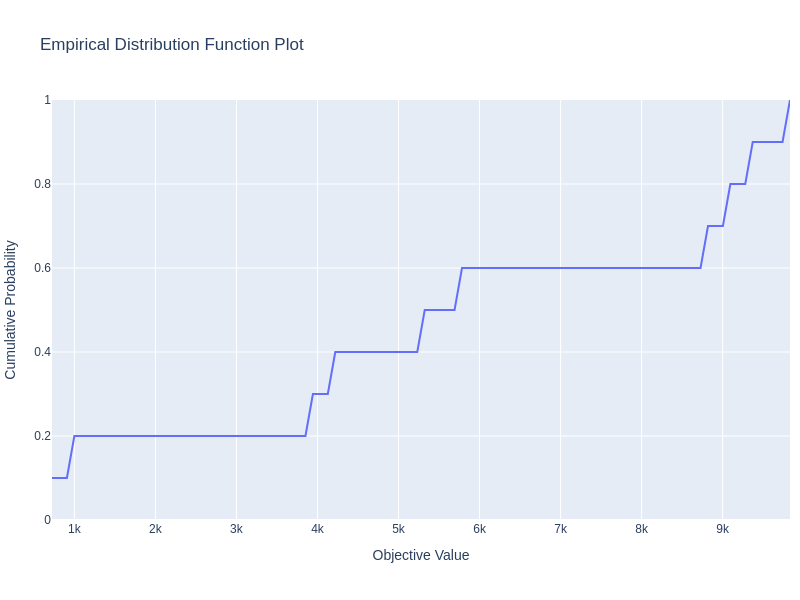 Empirical Distribution Function Plot
Cumulative Probability
1
0.8
0.6
0.4
0.2
0
1k 2k 3k 4k 5k 6k 7k 8k 9k
Objective Value